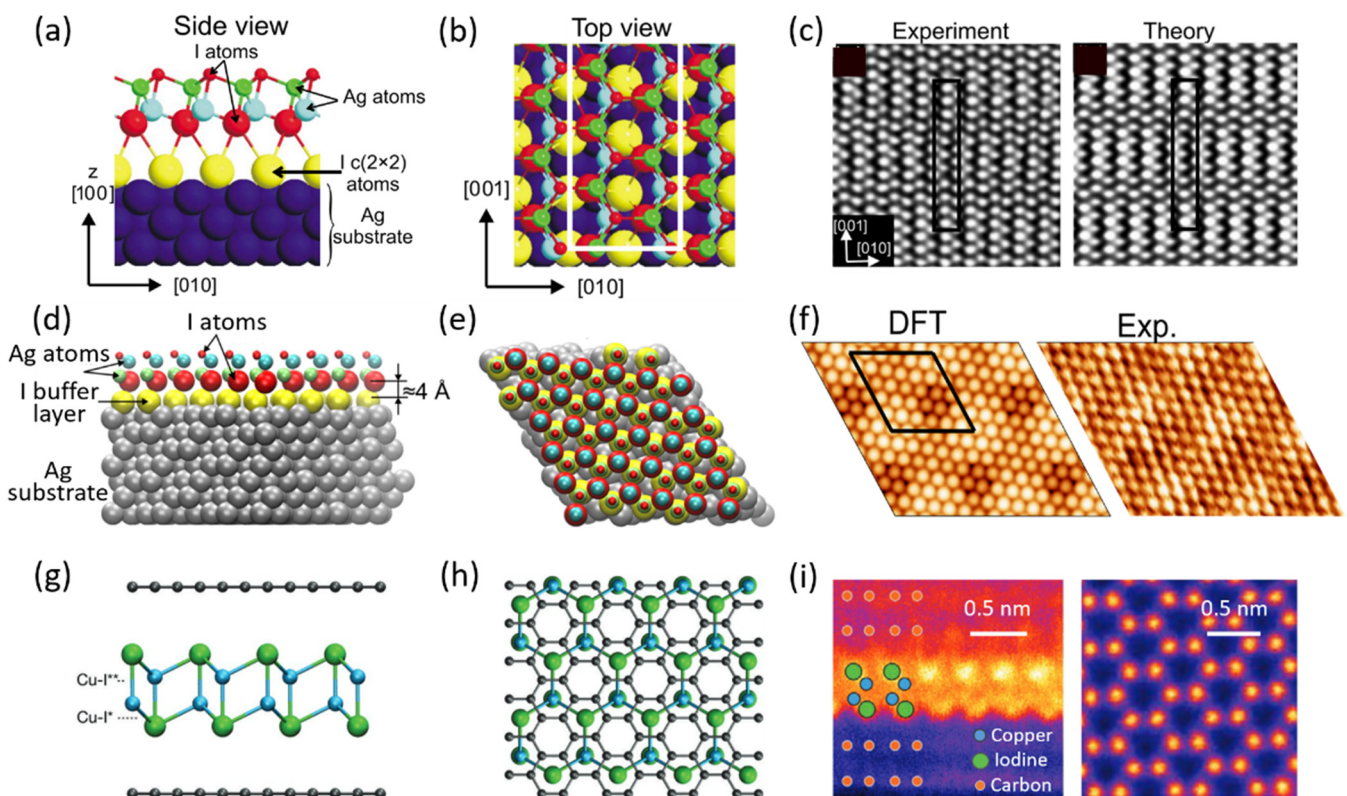 (a)
Side view
I atoms
Ag atoms
I c(2×2)
atoms
Ag
substrate
z
[100]
[010]
(b)
Top view
[001]
[010]
(c)
Experiment
Theory
[001]
[010]
(d)
I atoms
Ag atoms
I buffer
layer
≈4 Å
Ag
substrate
(e)
(f)
DFT
Exp.
(g)
Cu-I**
Cu-I*
(h)
(i)
0.5 nm
Copper
Iodine
Carbon
0.5 nm